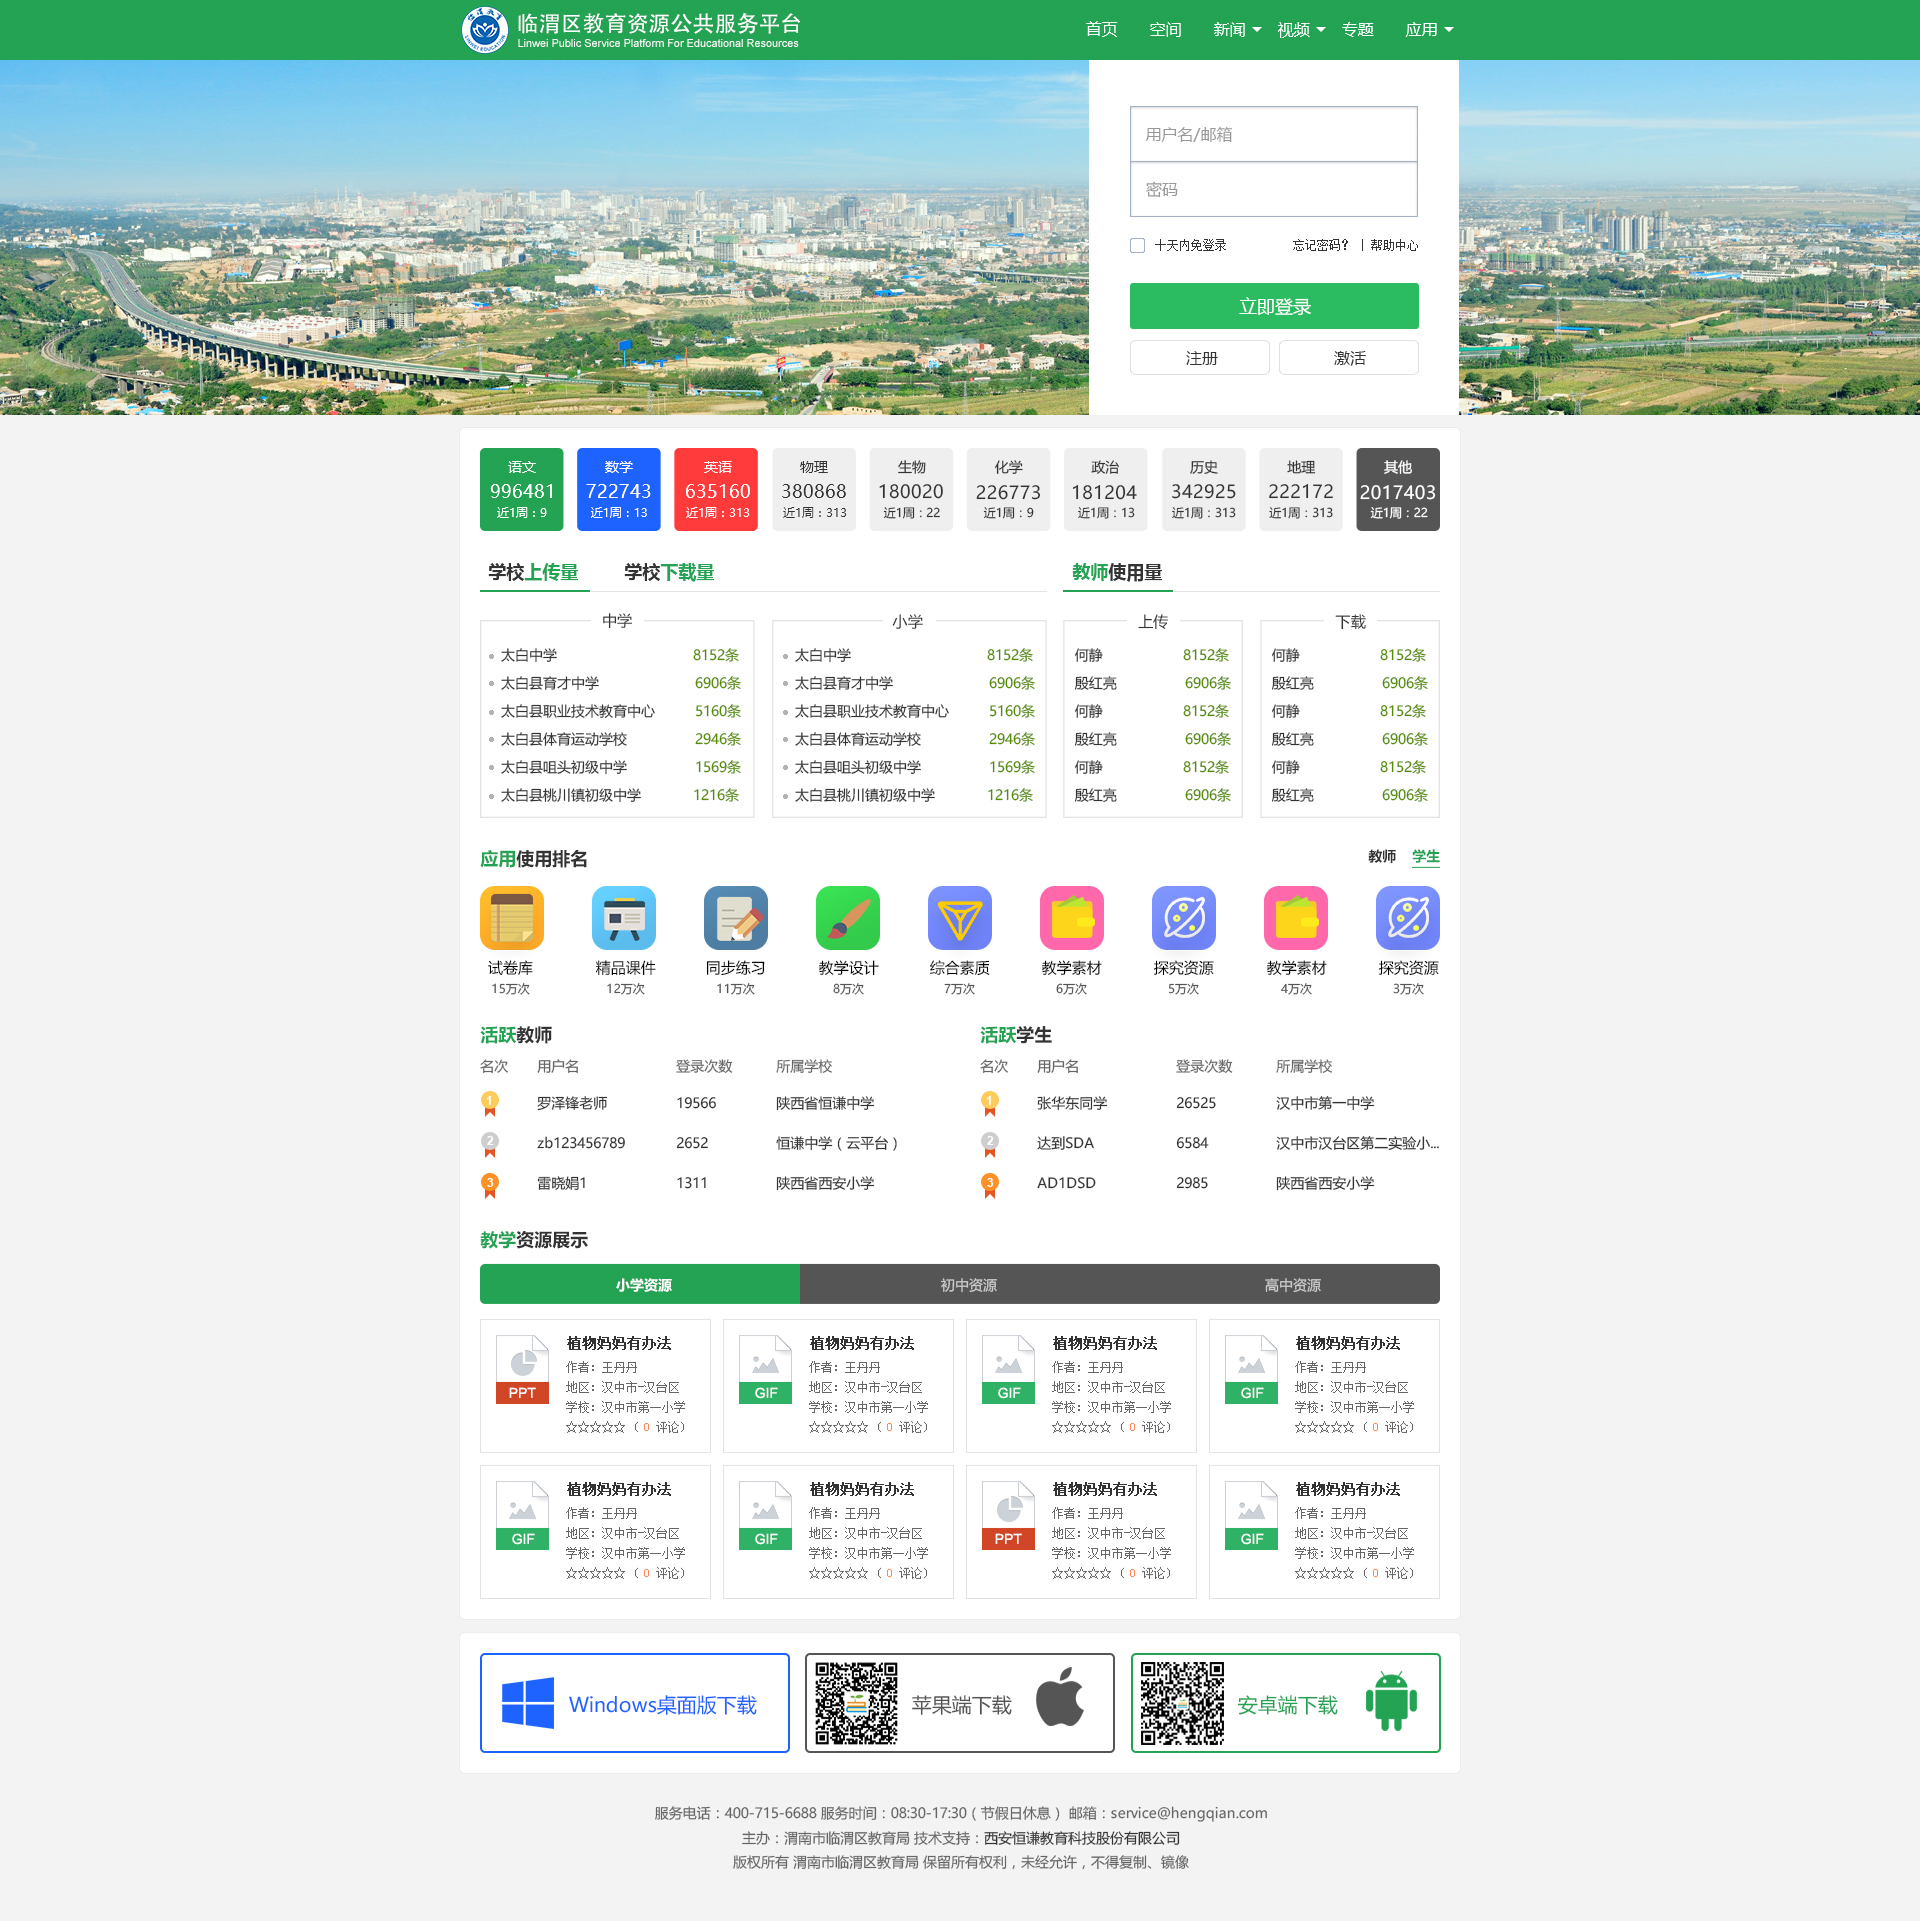 临渭区教育资源公共服务平台
Linwei Public Service Platform For Educational Resources
首页 空间 新闻 视频 专题 应用
用户名/邮箱
密码
十天内免登录 忘记密码? | 帮助中心
立即登录
注册 激活
语文 数学 英语 物理 生物 化学 政治 历史 地理 其他
996481 722743 635160 380868 180020 226773 181204 342925 222172 2017403
近1周:9 近1周:13 近1周:313 近1周:313 近1周:22 近1周:9 近1周:13 近1周:313 近1周:313 近1周:22
学校上传量 学校下载量 教师使用量
中学 小学 上传 下载
太白中学 8152条 太白中学 8152条 何静 8152条 何静 8152条
太白县育才中学 6906条 太白县育才中学 6906条 殷红亮 6906条 殷红亮 6906条
太白县职业技术教育中心 5160条 太白县职业技术教育中心 5160条 何静 8152条 何静 8152条
太白县体育运动学校 2946条 太白县体育运动学校 2946条 殷红亮 6906条 殷红亮 6906条
太白县咀头初级中学 1569条 太白县咀头初级中学 1569条 何静 8152条 何静 8152条
太白县桃川镇初级中学 1216条 太白县桃川镇初级中学 1216条 殷红亮 6906条 殷红亮 6906条
应用使用排名 教师 学生
试卷库 精品课件 同步练习 教学设计 综合素质 教学素材 探究资源 教学素材 探究资源
15万次 12万次 11万次 8万次 7万次 6万次 5万次 4万次 3万次
活跃教师 活跃学生
名次 用户名 登录次数 所属学校 名次 用户名 登录次数 所属学校
1 罗泽锋老师 19566 陕西省恒谦中学 1 张华东同学 26525 汉中市第一中学
2 zb123456789 2652 恒谦中学（云平台） 2 达到SDA 6584 汉中市汉台区第二实验小...
3 雷晓娟1 1311 陕西省西安小学 3 AD1DSD 2985 陕西省西安小学
教学资源展示
小学资源 初中资源 高中资源
植物妈妈有办法 植物妈妈有办法 植物妈妈有办法 植物妈妈有办法
作者：王丹丹 作者：王丹丹 作者：王丹丹 作者：王丹丹
PPT 地区：汉中市-汉台区 GIF 地区：汉中市-汉台区 GIF 地区：汉中市-汉台区 GIF 地区：汉中市-汉台区
学校：汉中市第一小学 学校：汉中市第一小学 学校：汉中市第一小学 学校：汉中市第一小学
☆☆☆☆☆（0 评论） ☆☆☆☆☆（0 评论） ☆☆☆☆☆（0 评论） ☆☆☆☆☆（0 评论）
植物妈妈有办法 植物妈妈有办法 植物妈妈有办法 植物妈妈有办法
作者：王丹丹 作者：王丹丹 作者：王丹丹 作者：王丹丹
GIF 地区：汉中市-汉台区 GIF 地区：汉中市-汉台区 PPT 地区：汉中市-汉台区 GIF 地区：汉中市-汉台区
学校：汉中市第一小学 学校：汉中市第一小学 学校：汉中市第一小学 学校：汉中市第一小学
☆☆☆☆☆（0 评论） ☆☆☆☆☆（0 评论） ☆☆☆☆☆（0 评论） ☆☆☆☆☆（0 评论）
Windows桌面版下载 苹果端下载 安卓端下载
服务电话：400-715-6688 服务时间：08:30-17:30（节假日休息） 邮箱：service@hengqian.com
主办：渭南市临渭区教育局 技术支持：西安恒谦教育科技股份有限公司
版权所有 渭南市临渭区教育局 保留所有权利，未经允许，不得复制、镜像